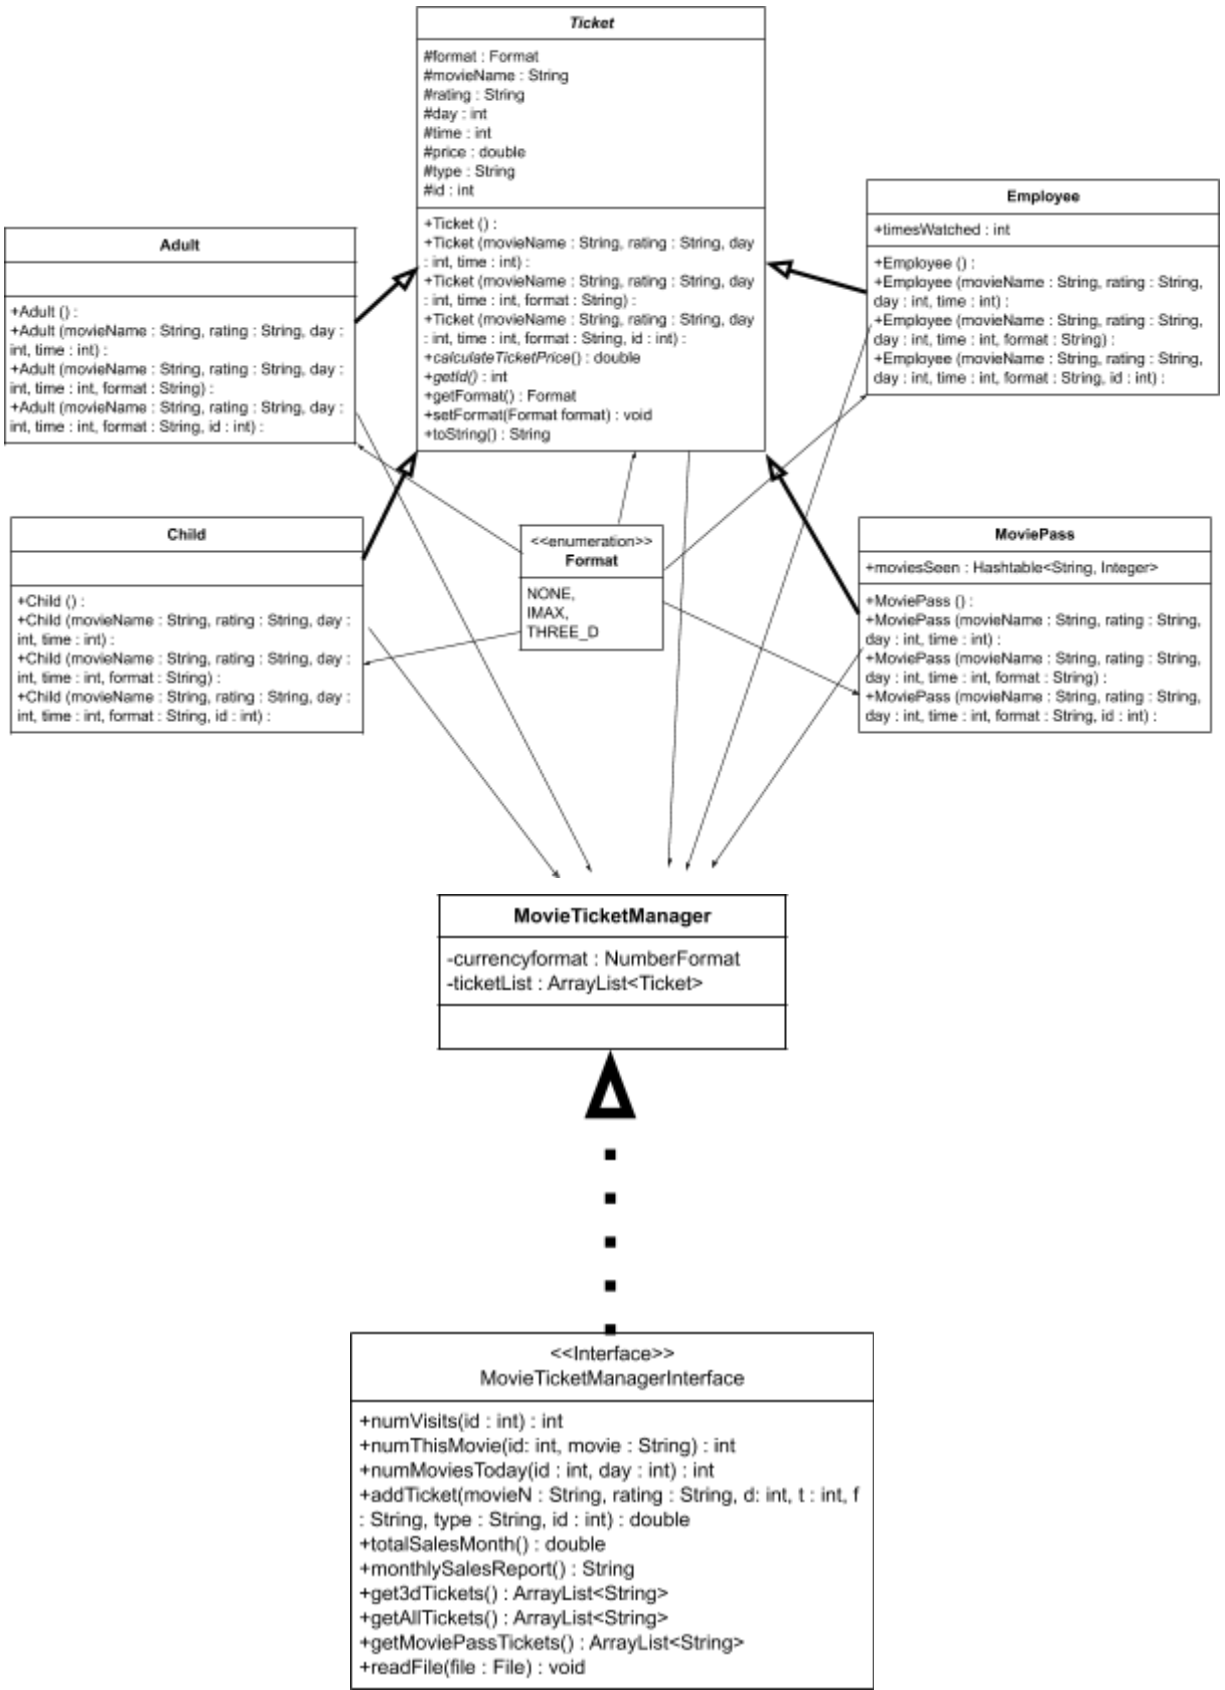 Ticket
#format : Format
#movieName : String
#rating : String
#day : int
#time : int
#price : double
#type : String
#id : int
+Ticket () :
+Ticket (movieName : String, rating : String, day
: int, time : int) :
+Ticket (movieName : String, rating : String, day
: int, time : int, format : String) :
+Ticket (movieName : String, rating : String, day
: int, time : int, format : String, id : int) :
+calculateTicketPrice() : double
+getId() : int
+getFormat() : Format
+setFormat(Format format) : void
+toString() : String
Adult
+Adult () :
+Adult (movieName : String, rating : String, day :
int, time : int) :
+Adult (movieName : String, rating : String, day :
int, time : int, format : String) :
+Adult (movieName : String, rating : String, day :
int, time : int, format : String, id : int) :
Employee
+timesWatched : int
+Employee () :
+Employee (movieName : String, rating : String,
day : int, time : int) :
+Employee (movieName : String, rating : String,
day : int, time : int, format : String) :
+Employee (movieName : String, rating : String,
day : int, time : int, format : String, id : int) :
Child
+Child () :
+Child (movieName : String, rating : String, day :
int, time : int) :
+Child (movieName : String, rating : String, day :
int, time : int, format : String) :
+Child (movieName : String, rating : String, day :
int, time : int, format : String, id : int) :
<<enumeration>>
Format
NONE,
IMAX,
THREE_D
MoviePass
+moviesSeen : Hashtable<String, Integer>
+MoviePass () :
+MoviePass (movieName : String, rating : String,
day : int, time : int) :
+MoviePass (movieName : String, rating : String,
day : int, time : int, format : String) :
+MoviePass (movieName : String, rating : String,
day : int, time : int, format : String, id : int) :
MovieTicketManager
-currencyformat : NumberFormat
-ticketList : ArrayList<Ticket>
<<Interface>>
MovieTicketManagerInterface
+numVisits(id : int) : int
+numThisMovie(id: int, movie : String) : int
+numMoviesToday(id : int, day : int) : int
+addTicket(movieN : String, rating : String, d: int, t : int, f
: String, type : String, id : int) : double
+totalSalesMonth() : double
+monthlySalesReport() : String
+get3dTickets() : ArrayList<String>
+getAllTickets() : ArrayList<String>
+getMoviePassTickets() : ArrayList<String>
+readFile(file : File) : void